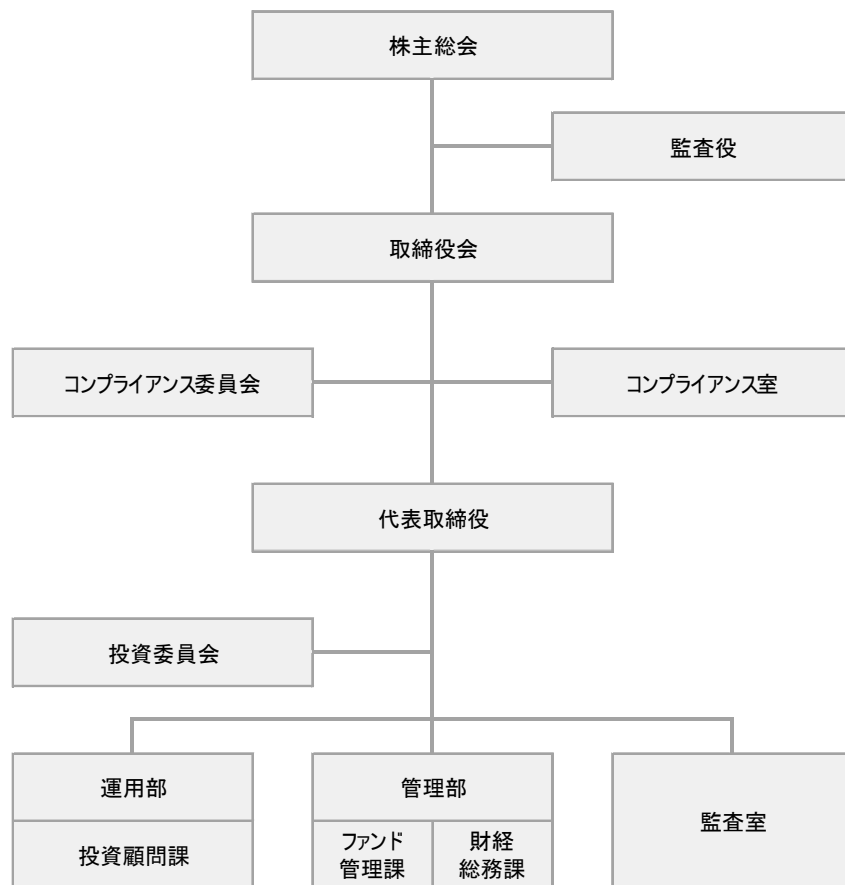 株主総会
監査役
取締役会
コンプライアンス委員会
コンプライアンス室
代表取締役
投資委員会
運用部
管理部
監査室
投資顧問課
ファンド
管理課
財経
総務課